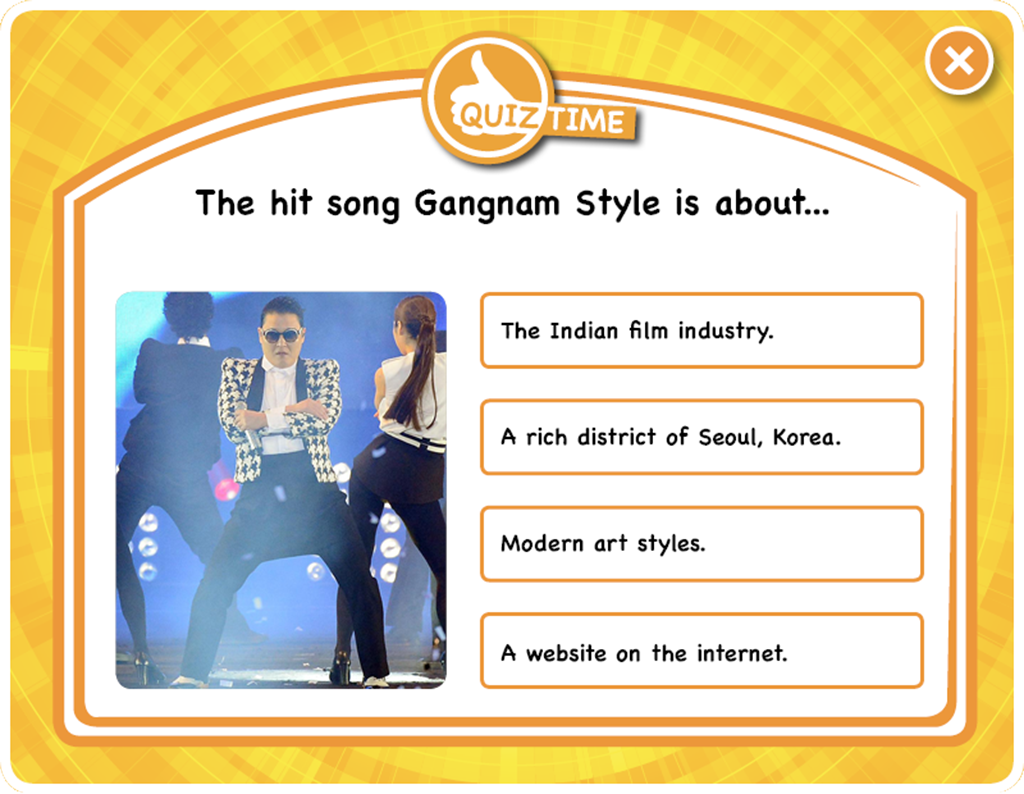 QUIZ TIME
The hit song Gangnam Style is about...
The Indian film industry.
A rich district of Seoul, Korea.
Modern art styles.
A website on the internet.